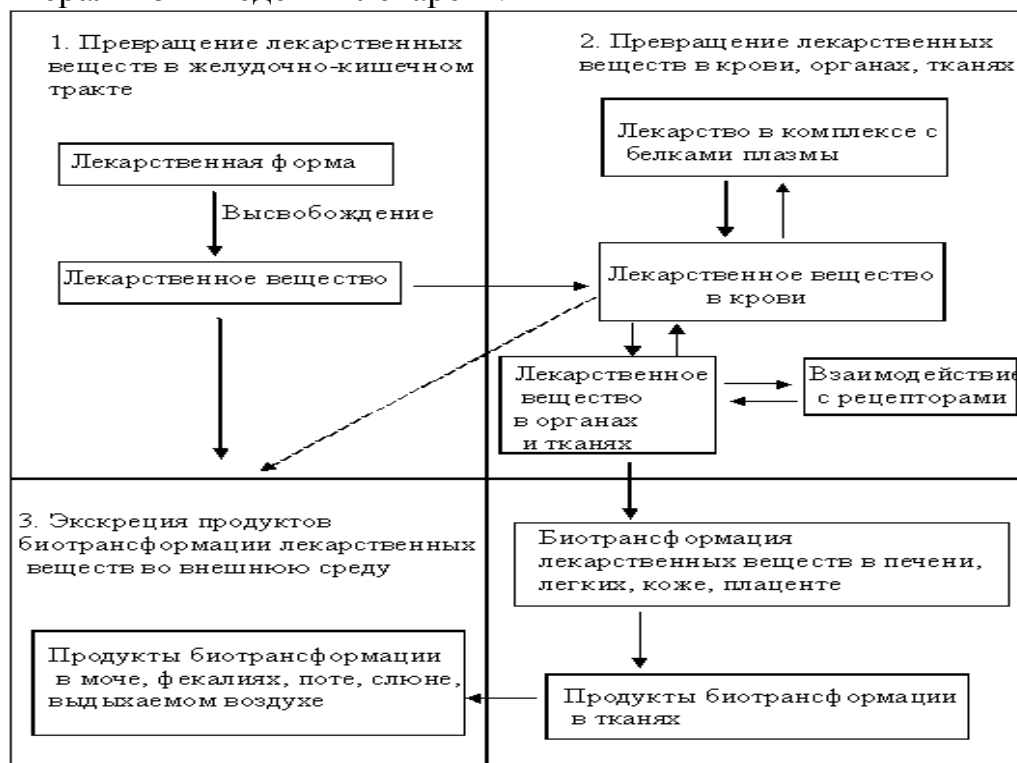 1. Превращение лекарственных
веществ в желудочно-кишечном
тракте
Лекарственная форма
Высвобождение
Лекарственное вещество
2. Превращение лекарственных
веществ в крови, органах, тканях
Лекарство в комплексе с
белками плазмы
Лекарственное вещество
в крови
Лекарственное
вещество
в органах
и тканях
Взаимодействие
с рецепторами
3. Экскреция продуктов
биотрансформации лекарственных
веществ во внешнюю среду
Продукты биотрансформации
в моче, фекалиях, поте, слюне,
выдыхаемом воздухе
Биотрансформация
лекарственных веществ в печени,
легких, коже, плаценте
Продукты биотрансформации
в тканях